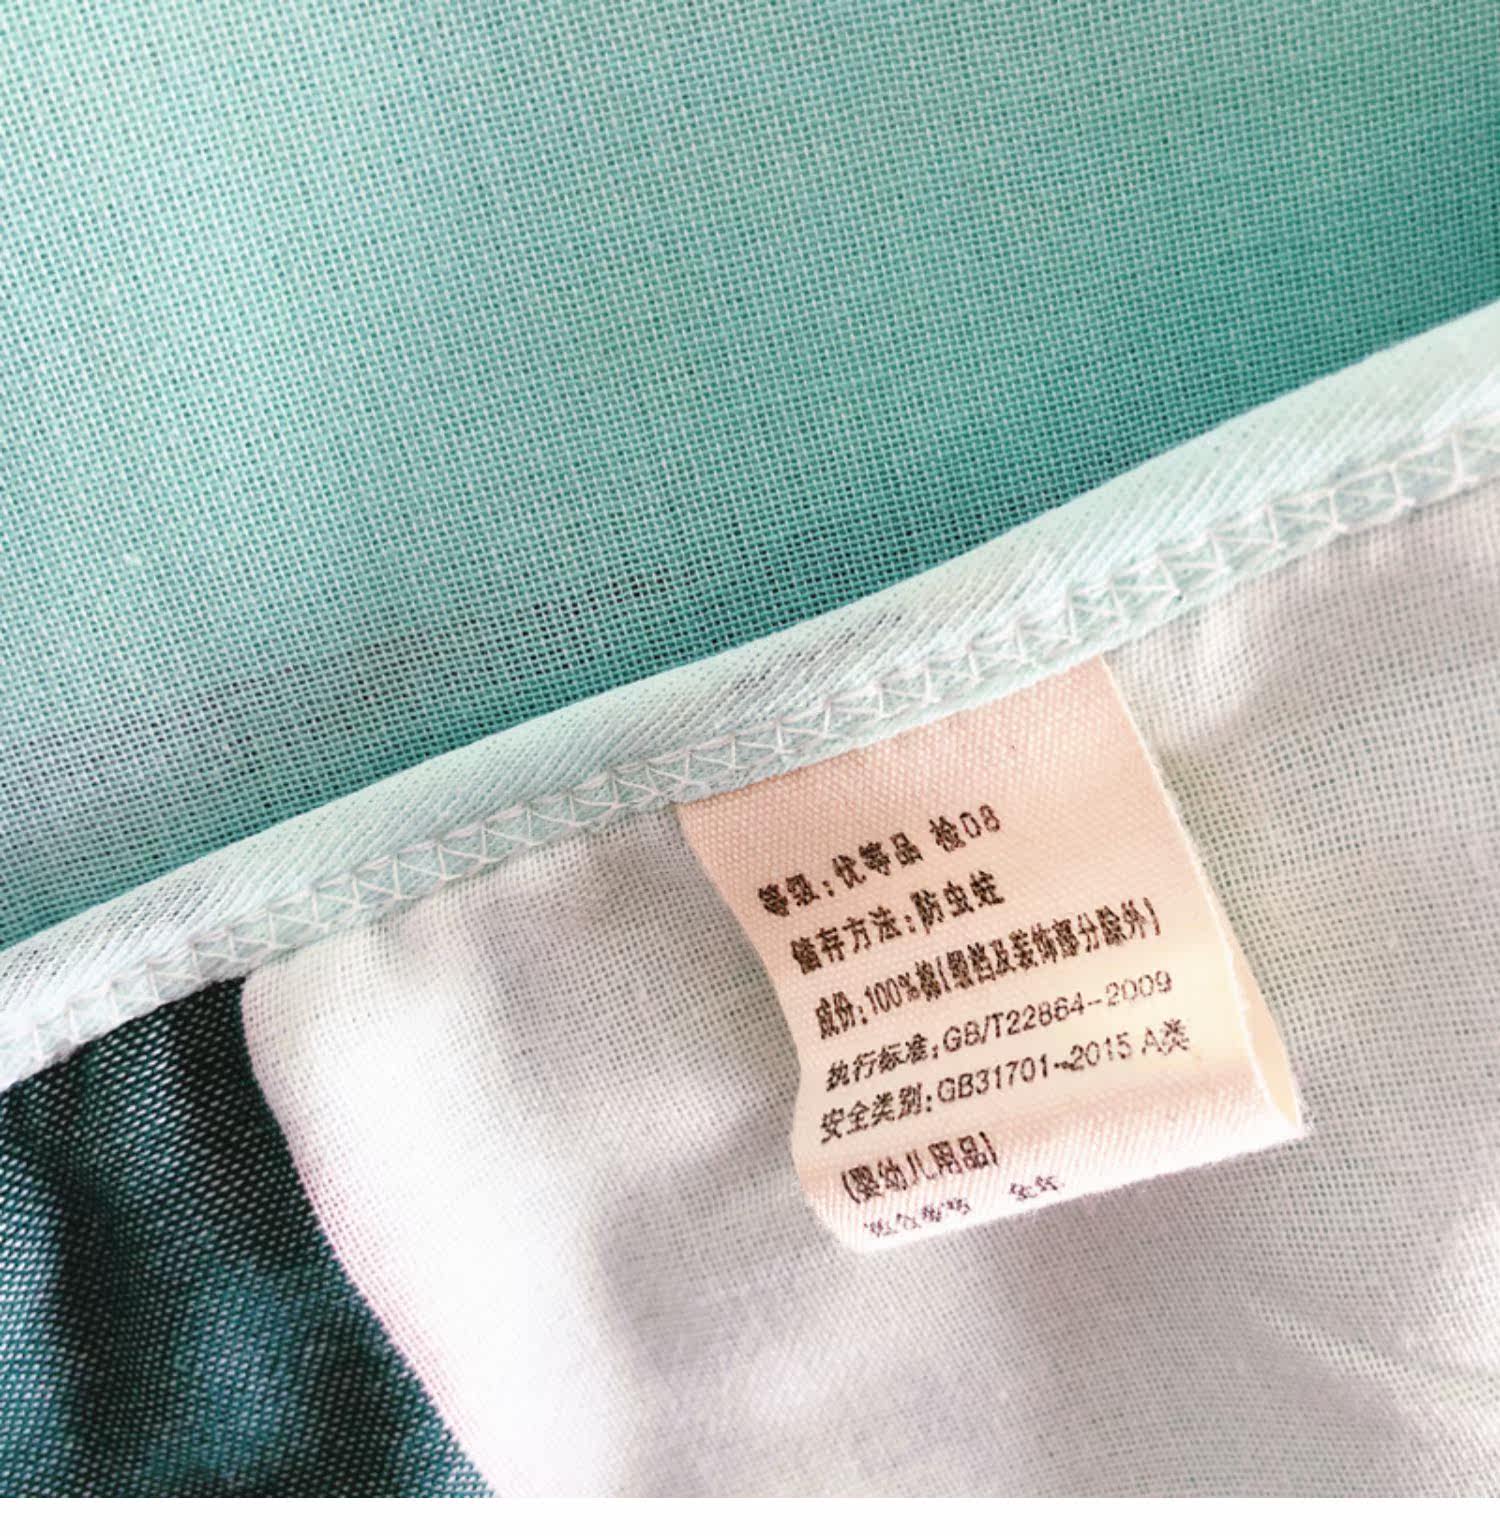 等级:优等品 检08
储存方法:防虫蛀
成份:100%棉(裁档及装饰部分除外)
执行标准:GB/T22864-2009
安全类别:GB31701-2015 A类
(婴幼儿用品)